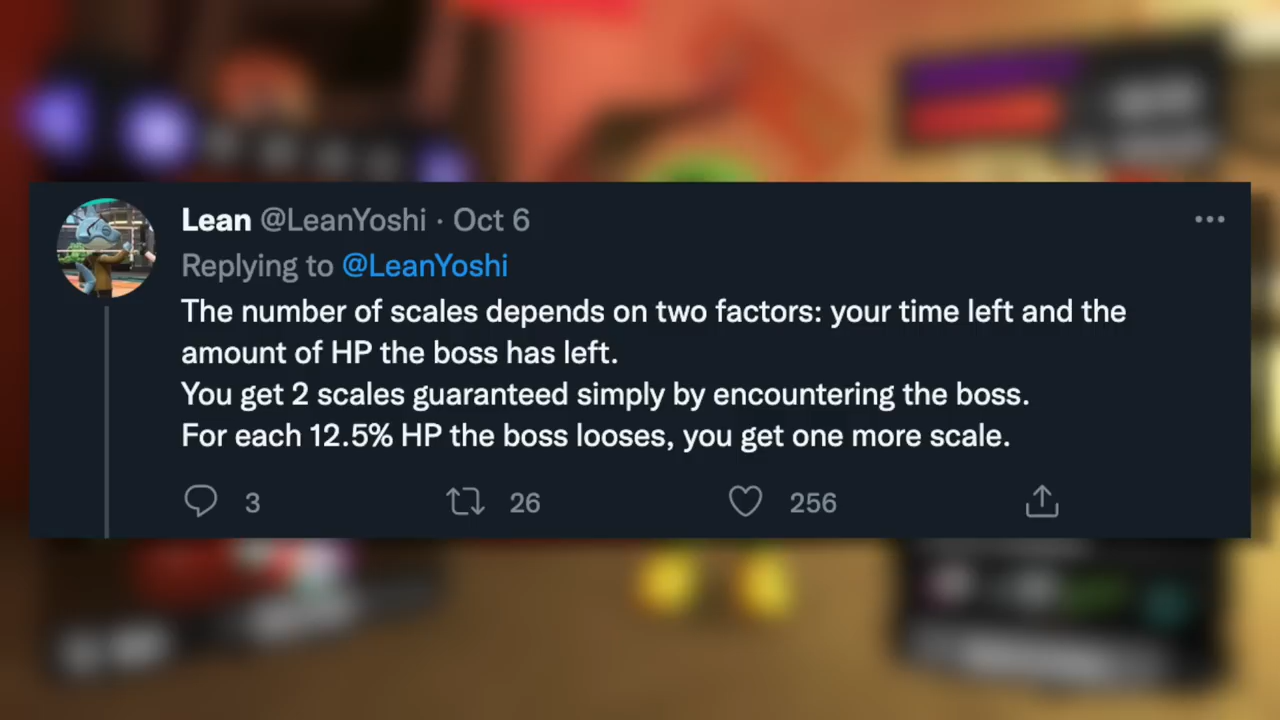 Lean @LeanYoshi · Oct 6
Replying to @LeanYoshi
The number of scales depends on two factors: your time left and the
amount of HP the boss has left.
You get 2 scales guaranteed simply by encountering the boss.
For each 12.5% HP the boss looses, you get one more scale.
3 26 256